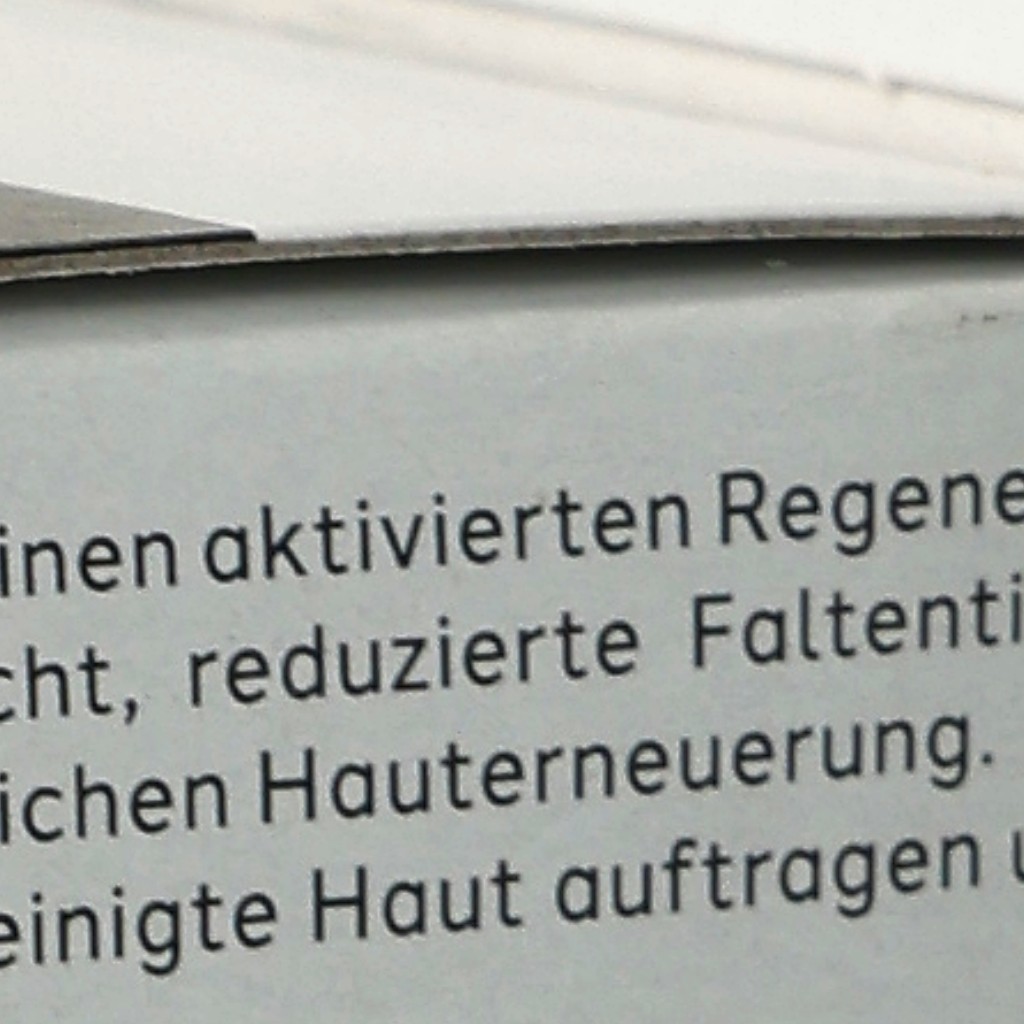 inen aktivierten Regene
cht, reduzierte Faltenti
ichen Hauterneuerung.
einigte Haut auftragen u